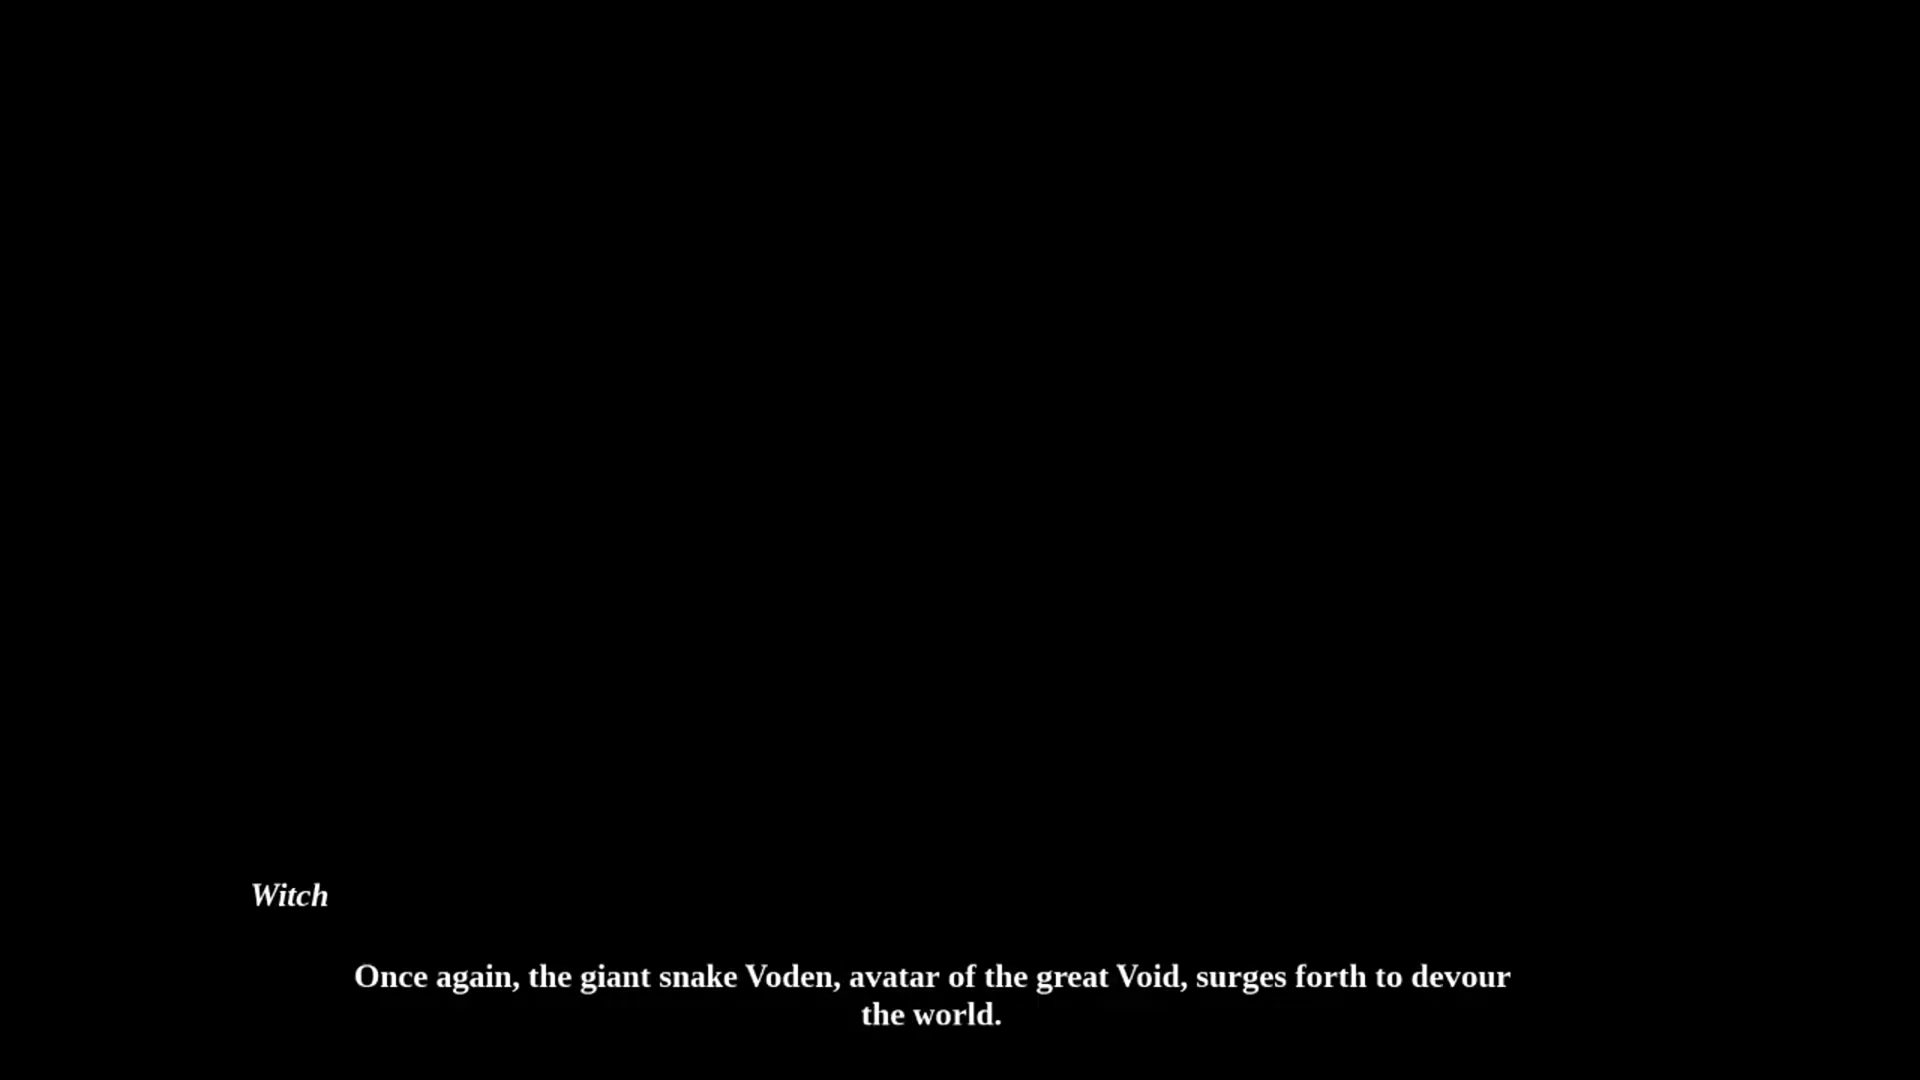 Witch
Once again, the giant snake Voden, avatar of the great Void, surges forth to devour
the world.